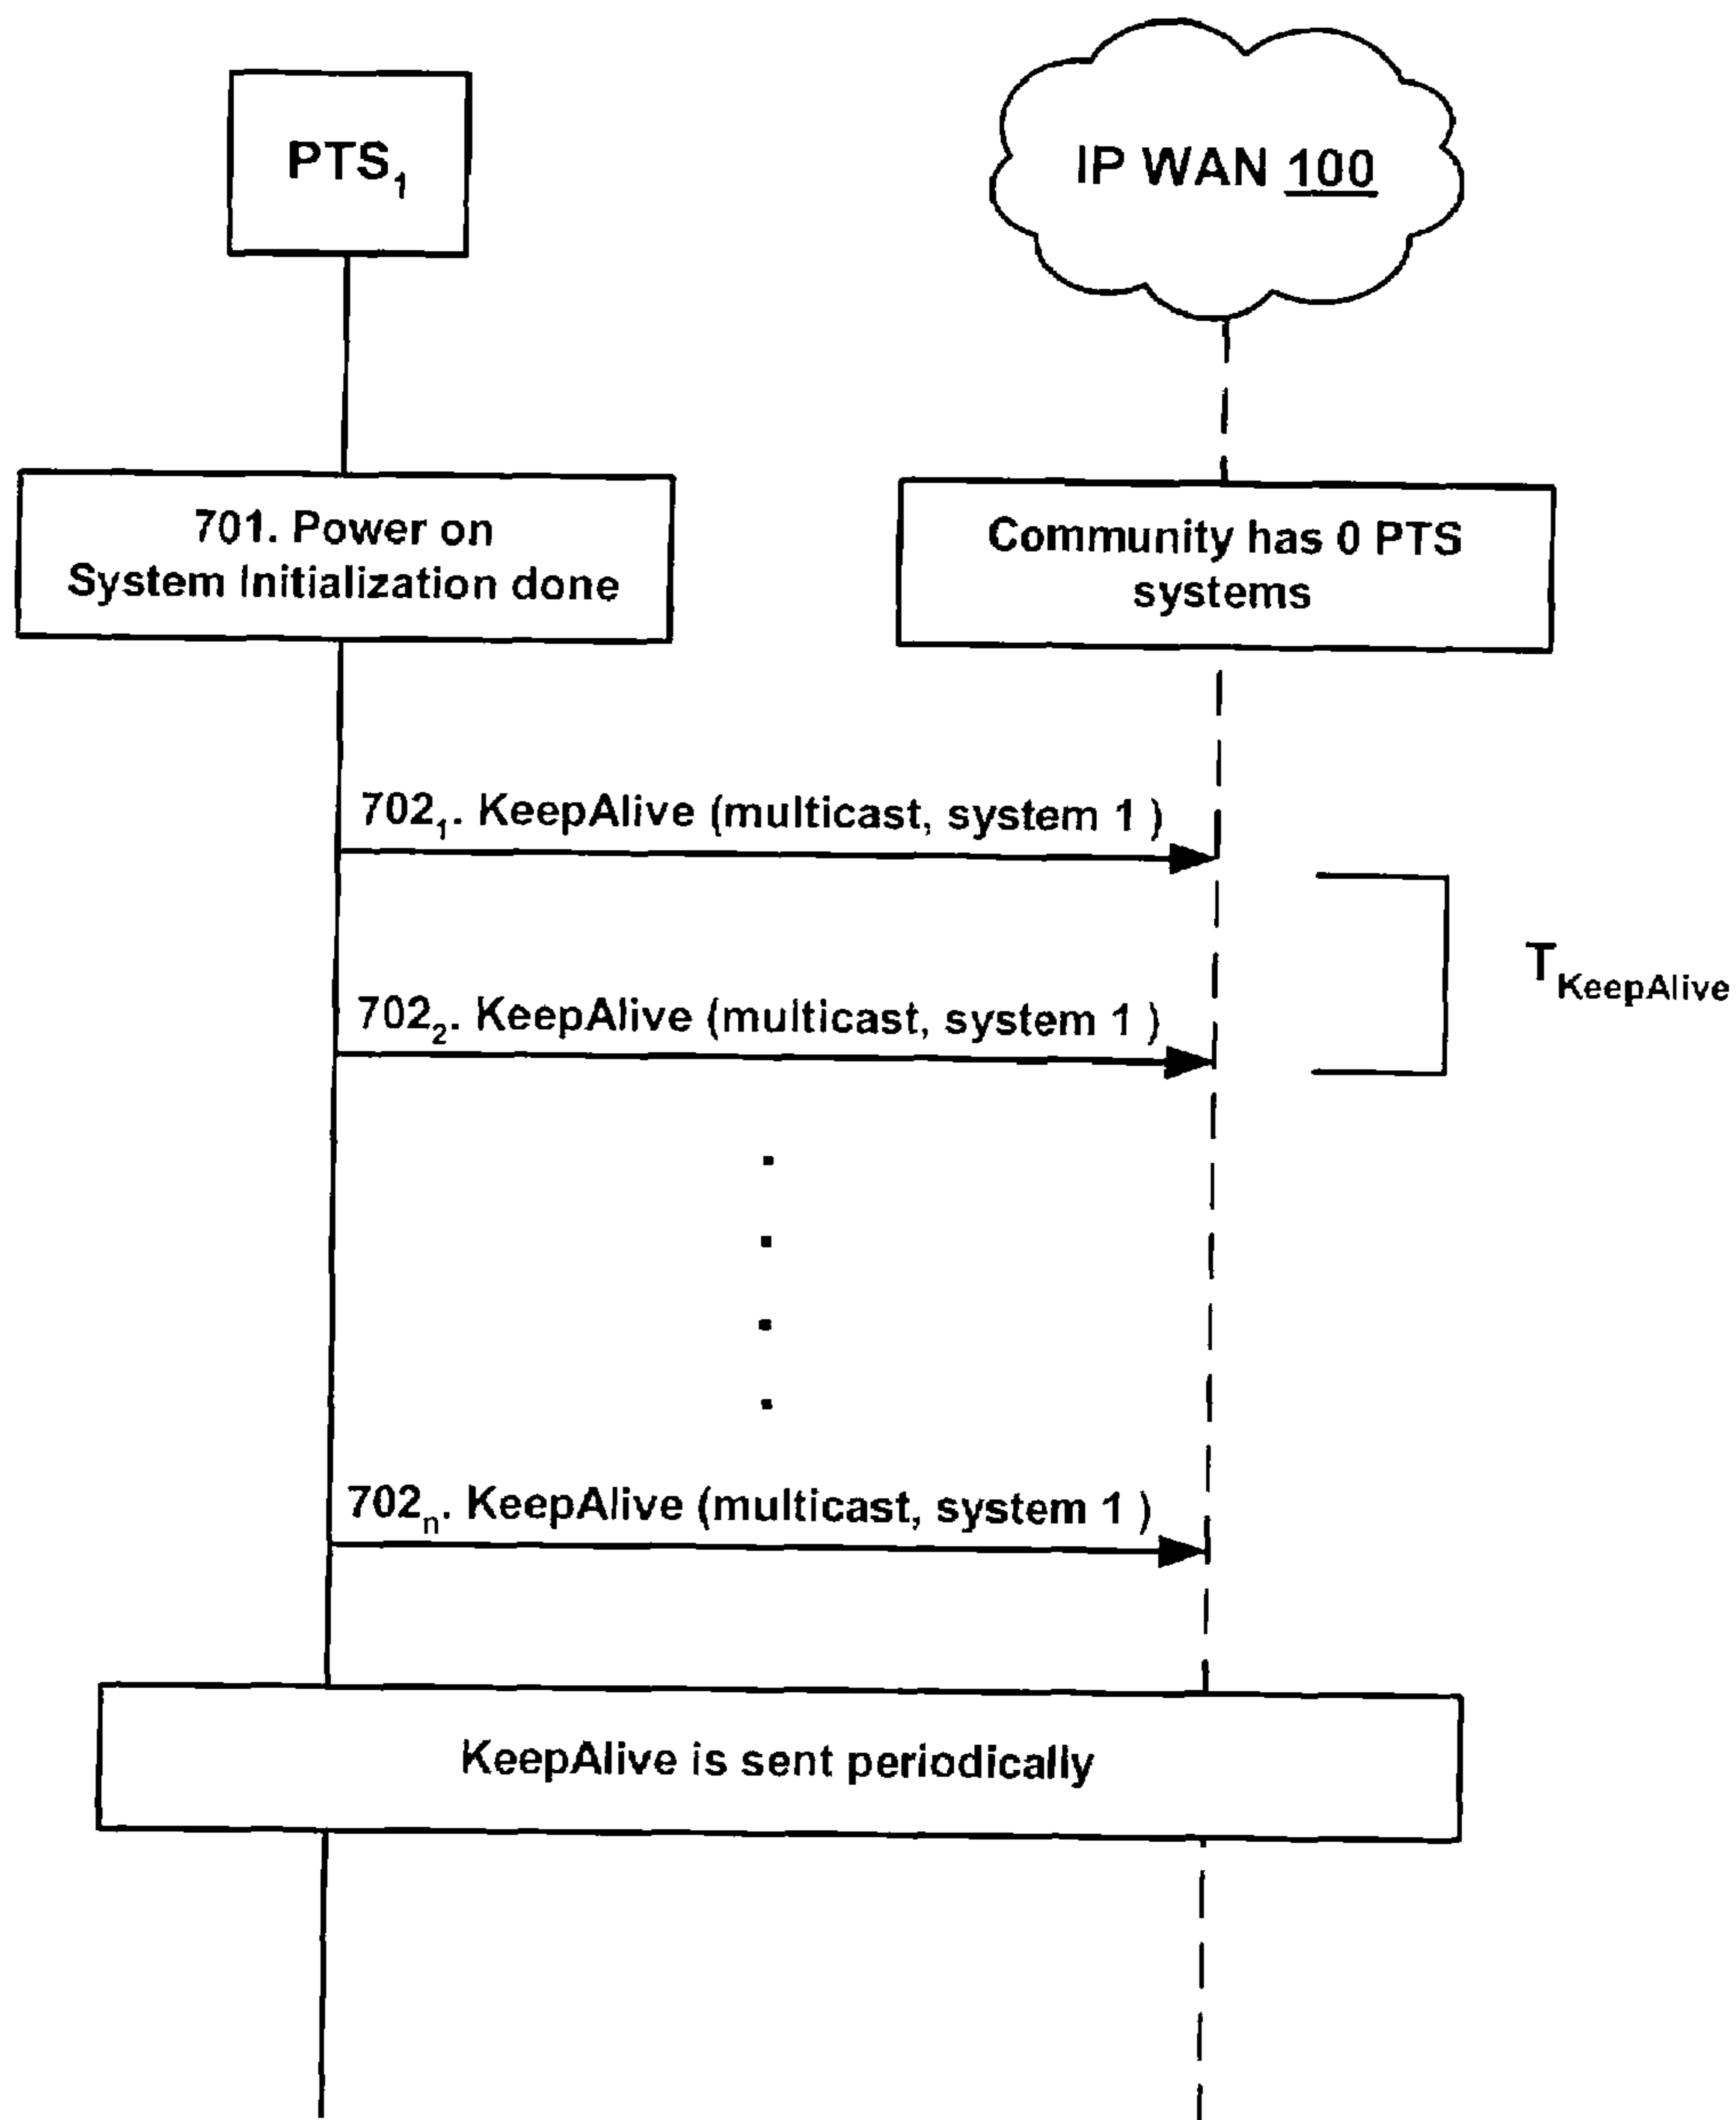 PTS₁
IP WAN 100
701. Power on
System Initialization done
Community has 0 PTS
systems
702₁. KeepAlive (multicast, system 1 )
T KeepAlive
702₂. KeepAlive (multicast, system 1 )
702ₙ. KeepAlive (multicast, system 1 )
KeepAlive is sent periodically